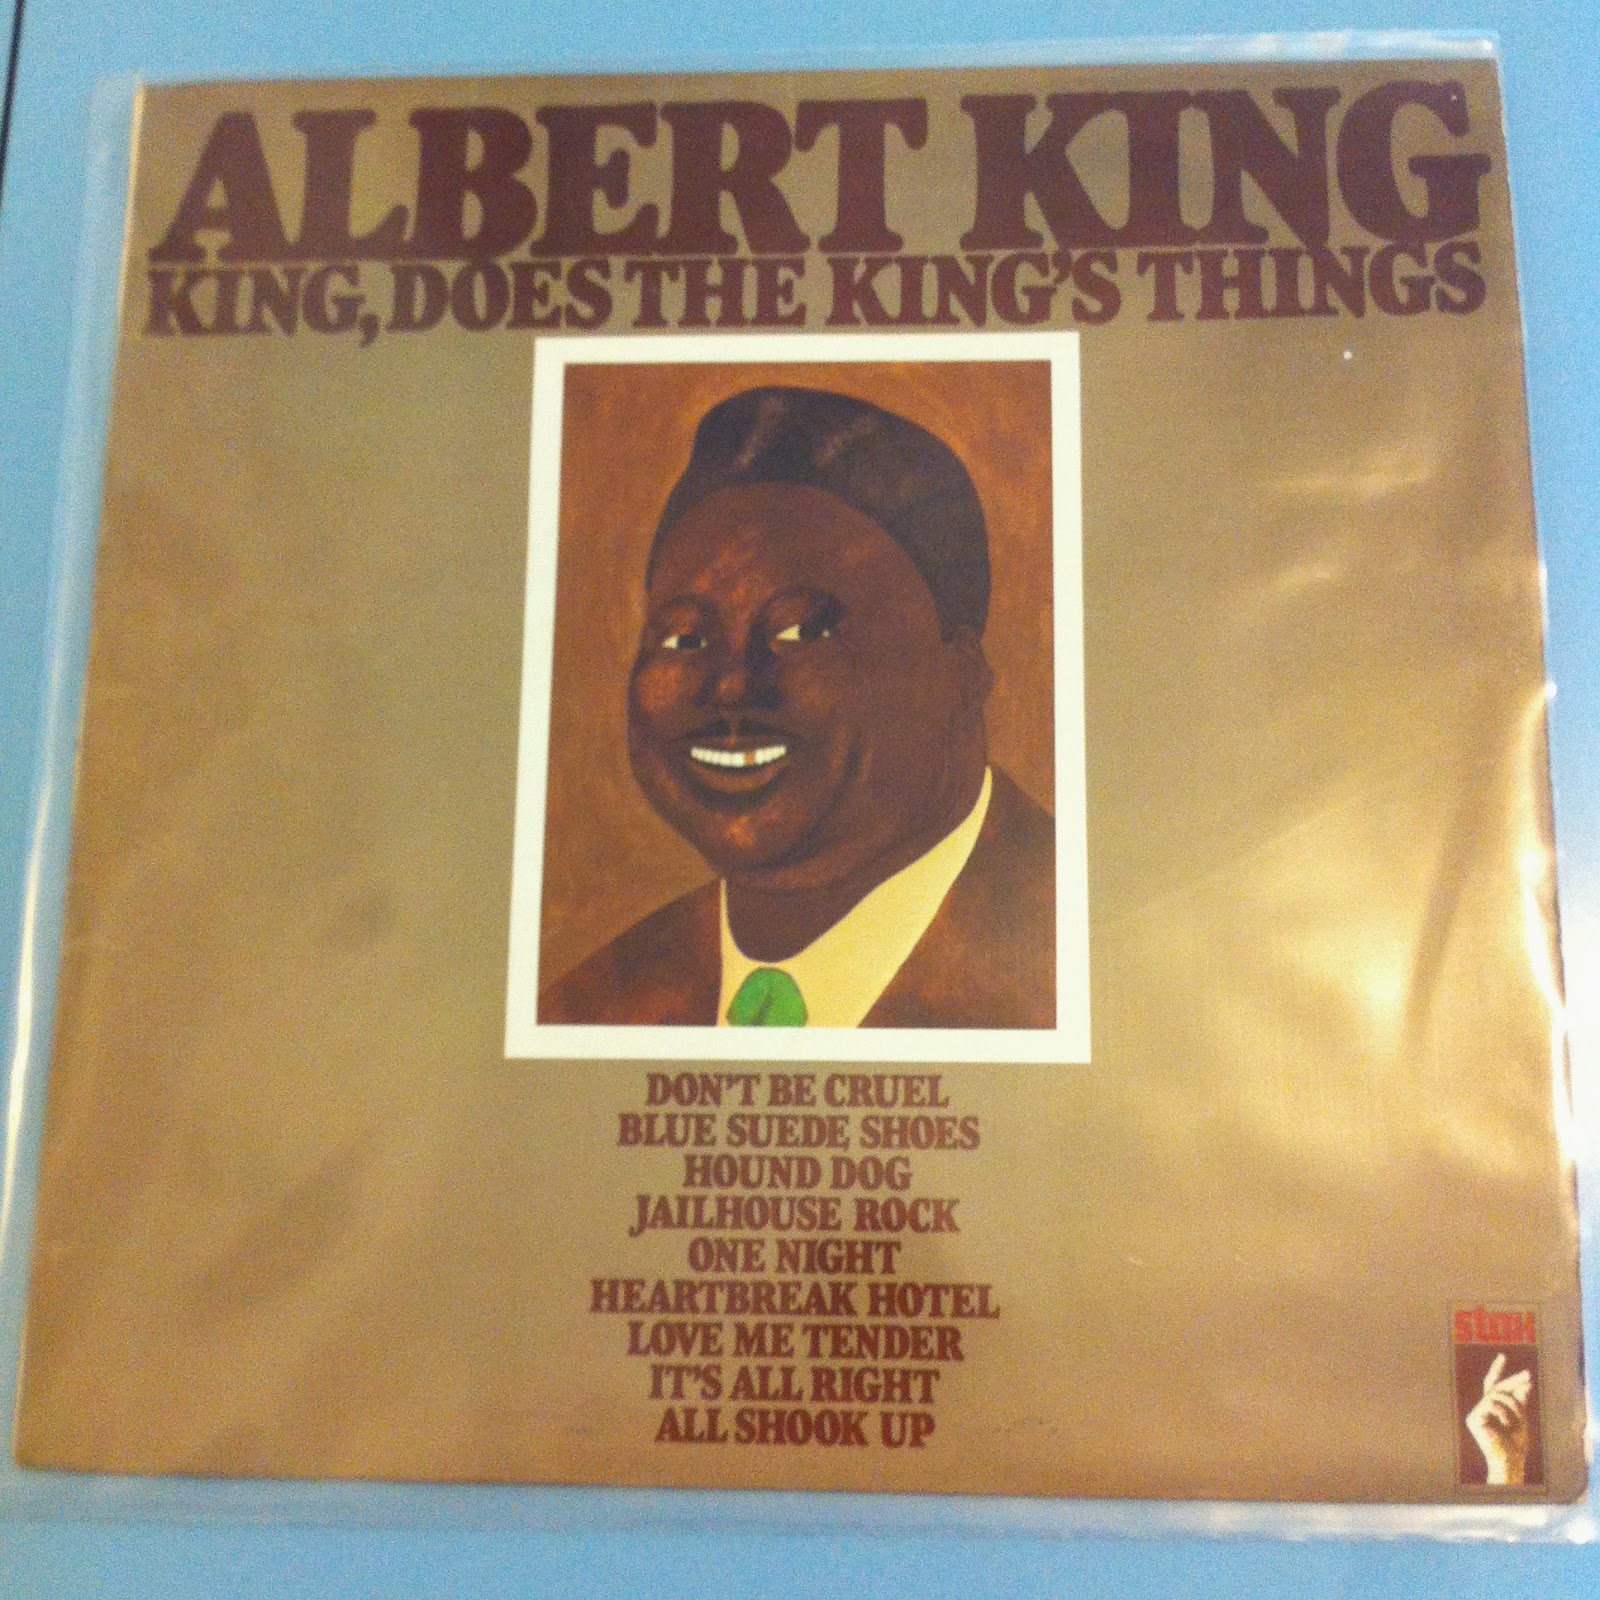 ALBERT KING
KING, DOES THE KING'S THINGS
DON'T BE CRUEL
BLUE SUEDE SHOES
HOUND DOG
JAILHOUSE ROCK
ONE NIGHT
HEARTBREAK HOTEL
LOVE ME TENDER
IT'S ALL RIGHT
ALL SHOOK UP
stax